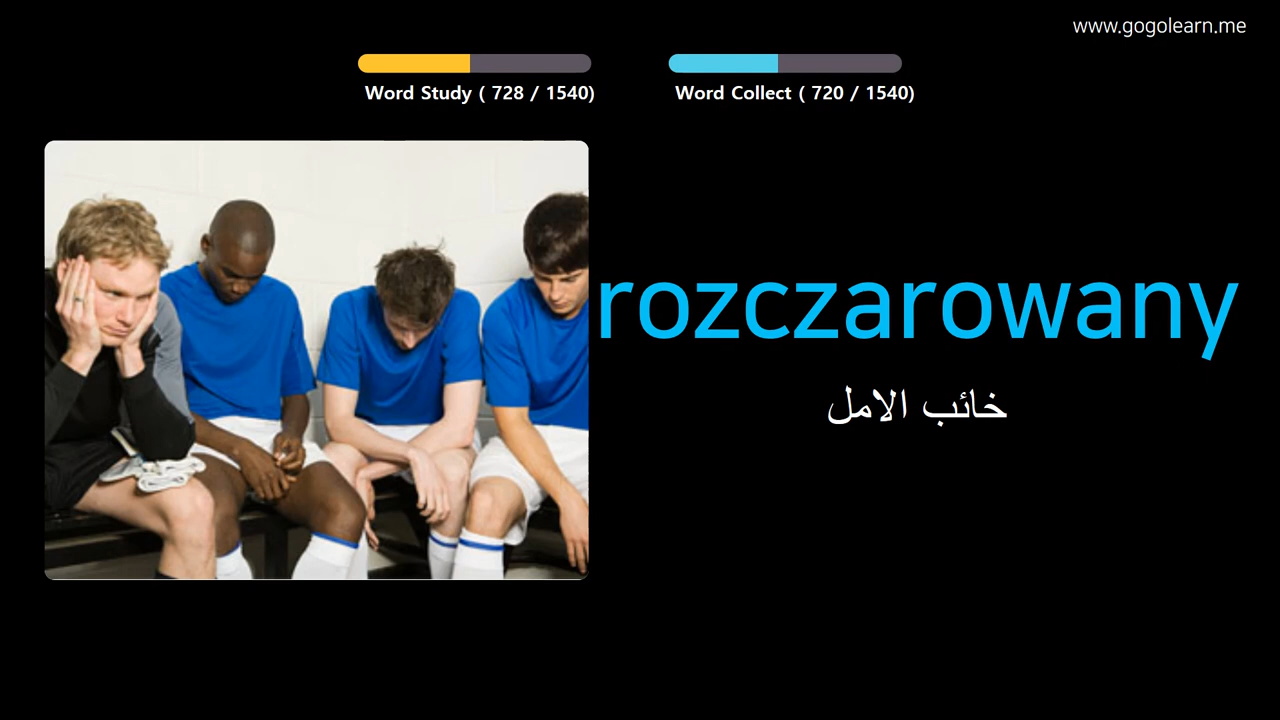 www.gogolearn.me
Word Study ( 728 / 1540)
Word Collect ( 720 / 1540)
rozczarowany
خائب الامل